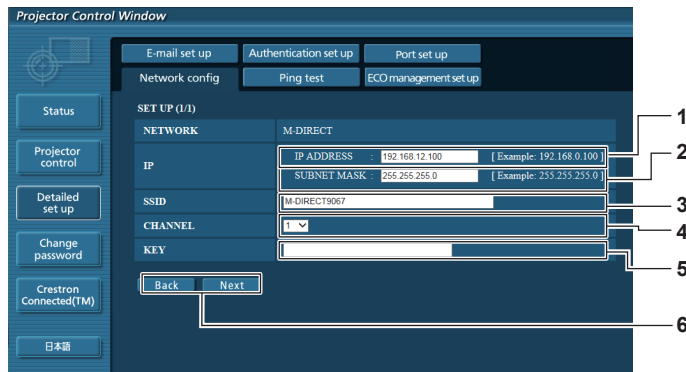 Projector Control Window
E-mail set up
Authentication set up
Port set up
Network config
Ping test
ECO management set up
Status
Projector control
Detailed set up
Change password
Crestron Connected(TM)
日本語
SET UP (1/1)
NETWORK M-DIRECT
IP
IP ADDRESS : 192.168.12.100 [ Example: 192.168.0.100 ]
SUBNET MASK : 255.255.255.0 [ Example: 255.255.255.0 ]
SSID M-DIRECT9067
CHANNEL 1
KEY
Back Next
1
2
3
4
5
6